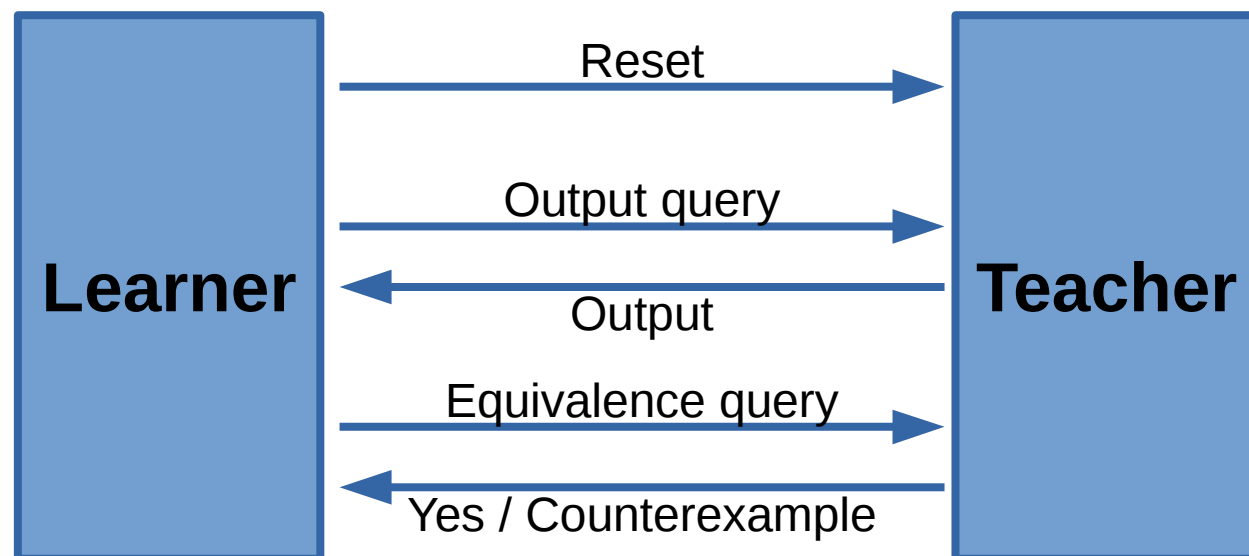 Reset
Output query
Learner
Teacher
Output
Equivalence query
Yes / Counterexample